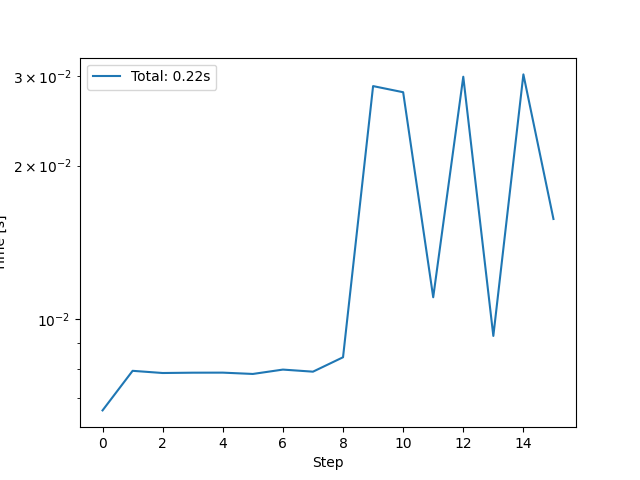 Total: 0.22s
3 × 10⁻²
2 × 10⁻²
10⁻²
Time [s]
0 2 4 6 8 10 12 14
Step